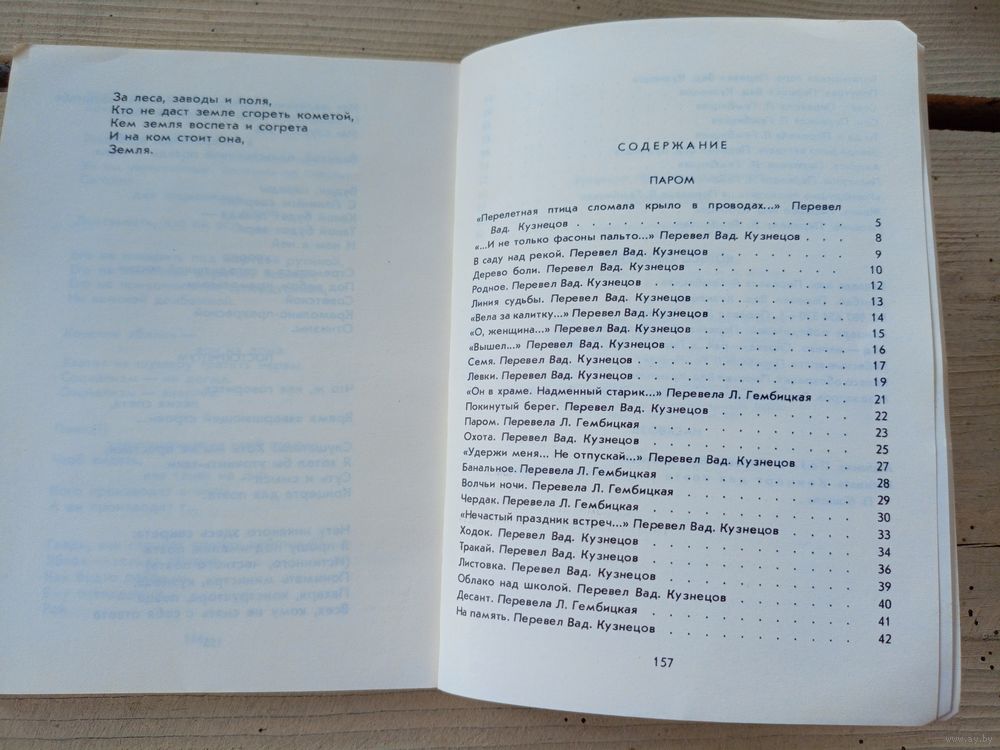 За леса, заводы и поля,
Кто не даст земле сгореть кометой,
Кем земля воспета и согрета
И на ком стоит она,
Земля.
СОДЕРЖАНИЕ
ПАРОМ
«Перелетная птица сломала крыло в проводах...» Перевел
Вад. Кузнецов . . . . . . . . . . . . . . 5
«...И не только фасоны пальто...» Перевел Вад. Кузнецов . . . 8
В саду над рекой. Перевел Вад. Кузнецов . . . . . . 9
Дерево боли. Перевел Вад. Кузнецов . . . . . . . 10
Родное. Перевел Вад. Кузнецов . . . . . . . . 12
Линия судьбы. Перевел Вад. Кузнецов . . . . . . . 13
«Вела за калитку...» Перевел Вад. Кузнецов . . . . . . 14
«О, женщина...» Перевел Вад. Кузнецов . . . . . . . 15
«Вышел...» Перевел Вад. Кузнецов . . . . . . . . 16
Семя. Перевел Вад. Кузнецов . . . . . . . . . 17
Левки. Перевел Вад. Кузнецов . . . . . . . . . 19
«Он в храме. Надменный старик...» Перевела Л. Гембицкая . . . 21
Покинутый берег. Перевел Вад. Кузнецов . . . . . . 22
Паром. Перевела Л. Гембицкая . . . . . . . . . 23
Охота. Перевел Вад. Кузнецов . . . . . . . . . 25
«Удержи меня... Не отпускай...» Перевел Вад. Кузнецов . . . . 27
Банальное. Перевела Л. Гембицкая . . . . . . . . 28
Волчьи ночи. Перевела Л. Гембицкая . . . . . . . 29
Чердак. Перевела Л. Гембицкая . . . . . . . . . 30
«Нечастый праздник встреч...» Перевел Вад. Кузнецов . . . . 33
Ходок. Перевел Вад. Кузнецов . . . . . . . . . 34
Тракай. Перевел Вад. Кузнецов . . . . . . . . . 36
Листовка. Перевел Вад. Кузнецов . . . . . . . . 39
Облако над школой. Перевел Вад. Кузнецов . . . . . . 40
Десант. Перевела Л. Гембицкая . . . . . . . . . 41
На память. Перевел Вад. Кузнецов . . . . . . . . 42
157
www.ay.by